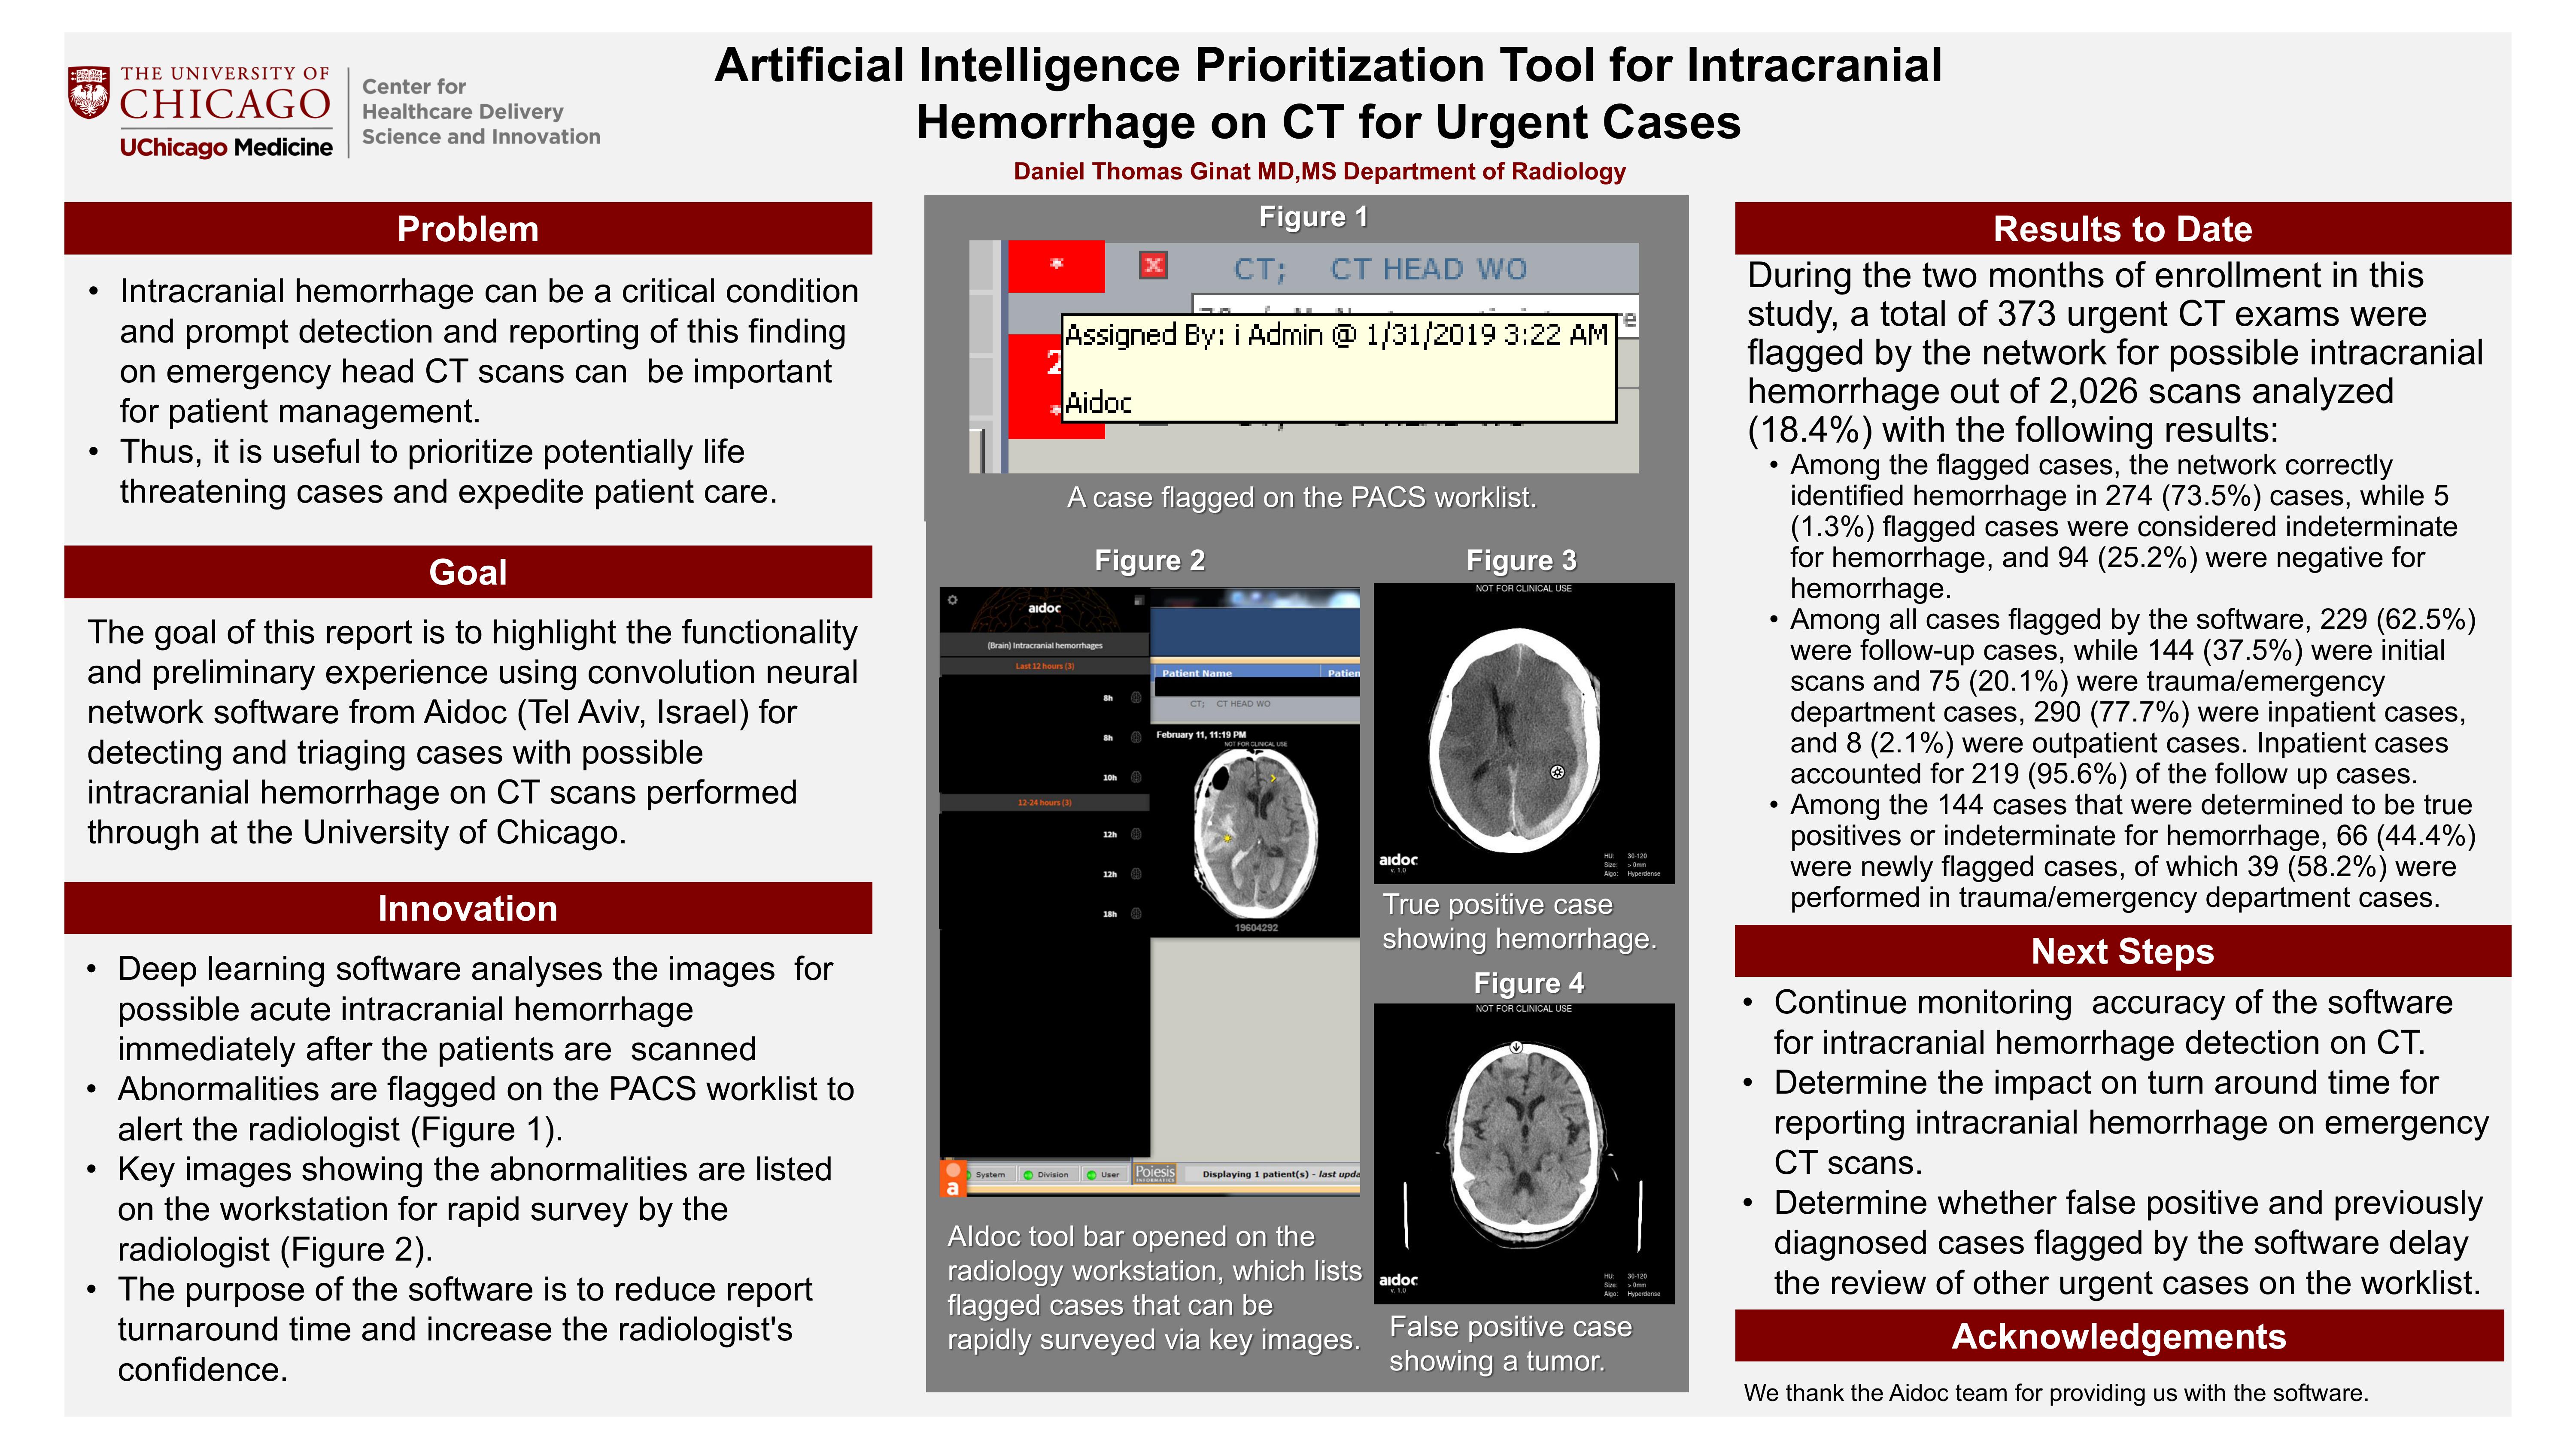 THE UNIVERSITY OF
CHICAGO
UChicago Medicine
Center for
Healthcare Delivery
Science and Innovation
Artificial Intelligence Prioritization Tool for Intracranial
Hemorrhage on CT for Urgent Cases
Daniel Thomas Ginat MD,MS Department of Radiology
Problem
• Intracranial hemorrhage can be a critical condition
and prompt detection and reporting of this finding
on emergency head CT scans can  be important
for patient management.
• Thus, it is useful to prioritize potentially life
threatening cases and expedite patient care.
Goal
The goal of this report is to highlight the functionality
and preliminary experience using convolution neural
network software from Aidoc (Tel Aviv, Israel) for
detecting and triaging cases with possible
intracranial hemorrhage on CT scans performed
through at the University of Chicago.
Innovation
• Deep learning software analyses the images  for
possible acute intracranial hemorrhage
immediately after the patients are  scanned
• Abnormalities are flagged on the PACS worklist to
alert the radiologist (Figure 1).
• Key images showing the abnormalities are listed
on the workstation for rapid survey by the
radiologist (Figure 2).
• The purpose of the software is to reduce report
turnaround time and increase the radiologist's
confidence.
Figure 1
* X CT; CT HEAD WO
Assigned By: i Admin @ 1/31/2019 3:22 AM
2
* Aidoc
A case flagged on the PACS worklist.
Figure 2
aidoc
(Brain) Intracranial hemorrhages
Last 12 hours (3)
8h
8h
10h
12-24 hours (3)
12h
12h
18h
Patient Name Patien
CT; CT HEAD WO
February 11, 11:19 PM
NOT FOR CLINICAL USE
19604292
a System Division User Poiesis INFORMATICS Displaying 1 patient(s) - last upda
AIdoc tool bar opened on the
radiology workstation, which lists
flagged cases that can be
rapidly surveyed via key images.
Figure 3
NOT FOR CLINICAL USE
aidoc
v. 1.0
HU: 30-120
Size: > 0mm
Algo: Hyperdense
True positive case
showing hemorrhage.
Figure 4
NOT FOR CLINICAL USE
aidoc
v. 1.0
HU: 30-120
Size: > 0mm
Algo: Hyperdense
False positive case
showing a tumor.
Results to Date
During the two months of enrollment in this
study, a total of 373 urgent CT exams were
flagged by the network for possible intracranial
hemorrhage out of 2,026 scans analyzed
(18.4%) with the following results:
• Among the flagged cases, the network correctly
identified hemorrhage in 274 (73.5%) cases, while 5
(1.3%) flagged cases were considered indeterminate
for hemorrhage, and 94 (25.2%) were negative for
hemorrhage.
• Among all cases flagged by the software, 229 (62.5%)
were follow-up cases, while 144 (37.5%) were initial
scans and 75 (20.1%) were trauma/emergency
department cases, 290 (77.7%) were inpatient cases,
and 8 (2.1%) were outpatient cases. Inpatient cases
accounted for 219 (95.6%) of the follow up cases.
• Among the 144 cases that were determined to be true
positives or indeterminate for hemorrhage, 66 (44.4%)
were newly flagged cases, of which 39 (58.2%) were
performed in trauma/emergency department cases.
Next Steps
• Continue monitoring  accuracy of the software
for intracranial hemorrhage detection on CT.
• Determine the impact on turn around time for
reporting intracranial hemorrhage on emergency
CT scans.
• Determine whether false positive and previously
diagnosed cases flagged by the software delay
the review of other urgent cases on the worklist.
Acknowledgements
We thank the Aidoc team for providing us with the software.